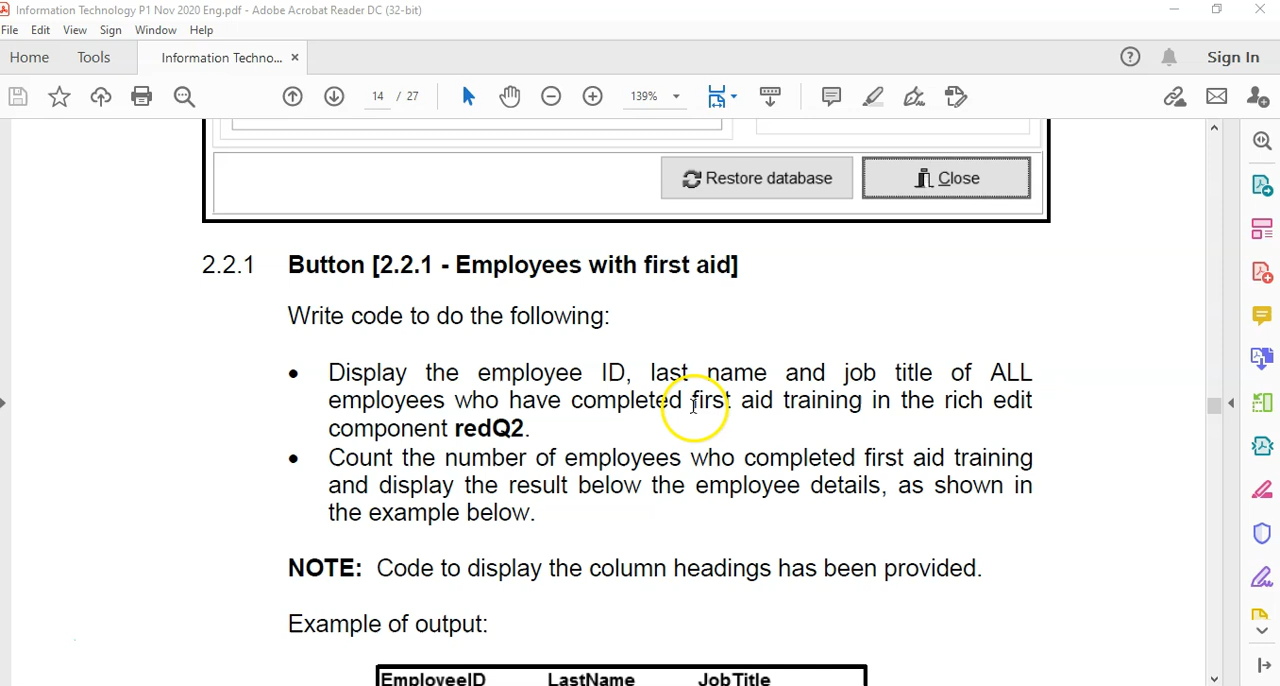 Information Technology P1 Nov 2020 Eng.pdf - Adobe Acrobat Reader DC (32-bit)
File Edit View Sign Window Help
Home Tools Information Techno... × Sign In
14 / 27 139%
Restore database Close
2.2.1 Button [2.2.1 - Employees with first aid]
Write code to do the following:
• Display the employee ID, last name and job title of ALL
employees who have completed first aid training in the rich edit
component redQ2.
• Count the number of employees who completed first aid training
and display the result below the employee details, as shown in
the example below.
NOTE: Code to display the column headings has been provided.
Example of output:
EmployeeID LastName JobTitle